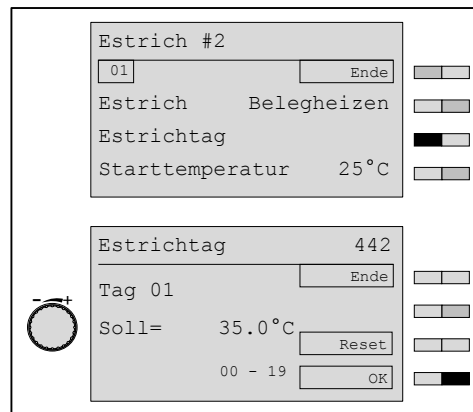 Estrich #2
01 Ende
Estrich Belegheizen
Estrichtag
Starttemperatur 25°C
Estrichtag 442
Ende
Tag 01
Soll= 35.0°C
Reset
00 - 19 OK
- +